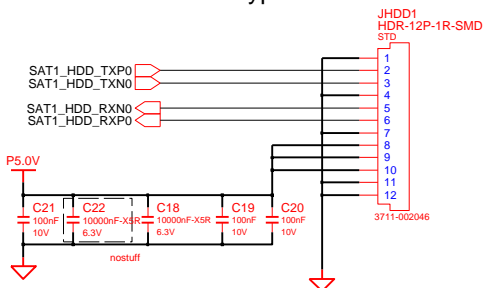 JHDD1
HDR-12P-1R-SMD
STD
1
SAT1_HDD_TXP0
2
SAT1_HDD_TXN0
3
4
SAT1_HDD_RXN0
5
SAT1_HDD_RXP0
6
7
8
9
P5.0V
10
11
12
C21
100nF
10V
C22
10000nF-X5R
6.3V
C18
10000nF-X5R
6.3V
C19
100nF
10V
C20
100nF
10V
3711-002046
nostuff